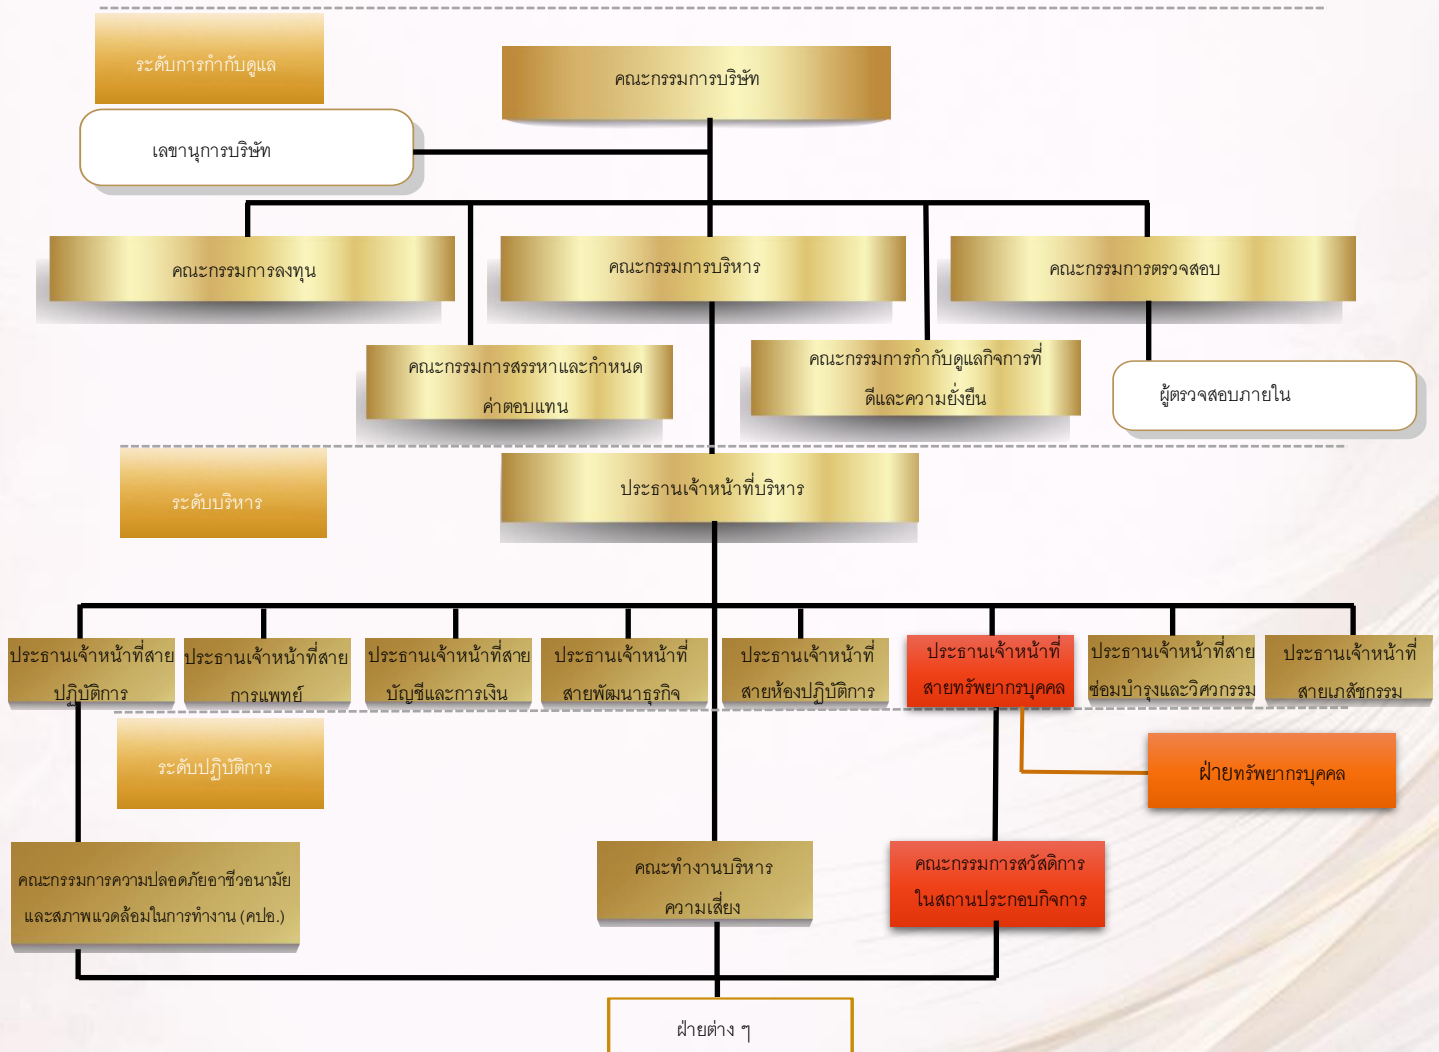 ระดับการกำกับดูแล
คณะกรรมการบริษัท
เลขานุการบริษัท
คณะกรรมการลงทุน
คณะกรรมการบริหาร
คณะกรรมการตรวจสอบ
คณะกรรมการสรรหาและกำหนด
ค่าตอบแทน
คณะกรรมการกำกับดูแลกิจการที่
ดีและความยั่งยืน
ผู้ตรวจสอบภายใน
ระดับบริหาร
ประธานเจ้าหน้าที่บริหาร
ประธานเจ้าหน้าที่สาย
ปฏิบัติการ
ประธานเจ้าหน้าที่สาย
การแพทย์
ประธานเจ้าหน้าที่สาย
บัญชีและการเงิน
ประธานเจ้าหน้าที่
สายพัฒนาธุรกิจ
ประธานเจ้าหน้าที่
สายห้องปฏิบัติการ
ประธานเจ้าหน้าที่
สายทรัพยากรบุคคล
ประธานเจ้าหน้าที่สาย
ซ่อมบำรุงและวิศวกรรม
ประธานเจ้าหน้าที่
สายเภสัชกรรม
ระดับปฏิบัติการ
ฝ่ายทรัพยากรบุคคล
คณะกรรมการความปลอดภัยอาชีวอนามัย
และสภาพแวดล้อมในการทำงาน (คปอ.)
คณะทำงานบริหาร
ความเสี่ยง
คณะกรรมการสวัสดิการ
ในสถานประกอบกิจการ
ฝ่ายต่าง ๆ